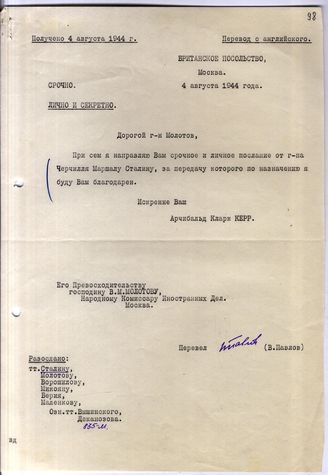 98
Получено 4 августа 1944 г. Перевод с английского.
БРИТАНСКОЕ ПОСОЛЬСТВО,
Москва.
СРОЧНО. 4 августа 1944 года.
ЛИЧНО И СЕКРЕТНО.
Дорогой г-н Молотов,
При сем я направляю Вам срочное и личное послание от г-на
Черчилля Маршалу Сталину, за передачу которого по назначению я
буду Вам благодарен.
Искренне Ваш
Арчибальд Кларк КЕРР.
Его Превосходительству
господину В.М.МОЛОТОВУ,
Народному Комиссару Иностранных Дел.
Москва.
Перевел Павлов (В.Павлов)
Разослано:
тт.Сталину,
Молотову,
Ворошилову,
Микояну,
Берия,
Маленкову,
Озн.тт.Вышинского,
Деканозова.
185-м.
вд